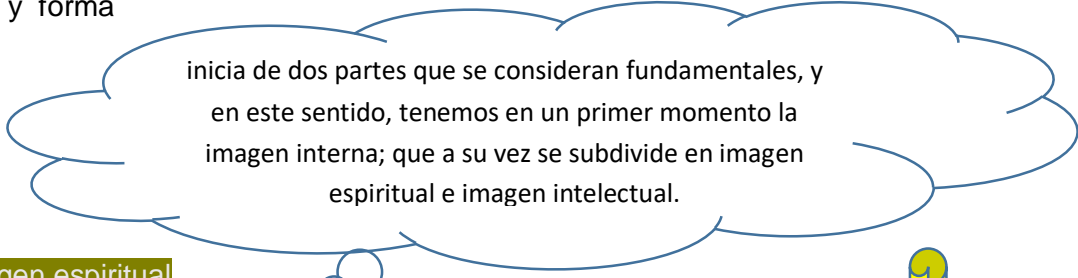 y forma
inicia de dos partes que se consideran fundamentales, y
en este sentido, tenemos en un primer momento la
imagen interna; que a su vez se subdivide en imagen
espiritual e imagen intelectual.
gen espiritual